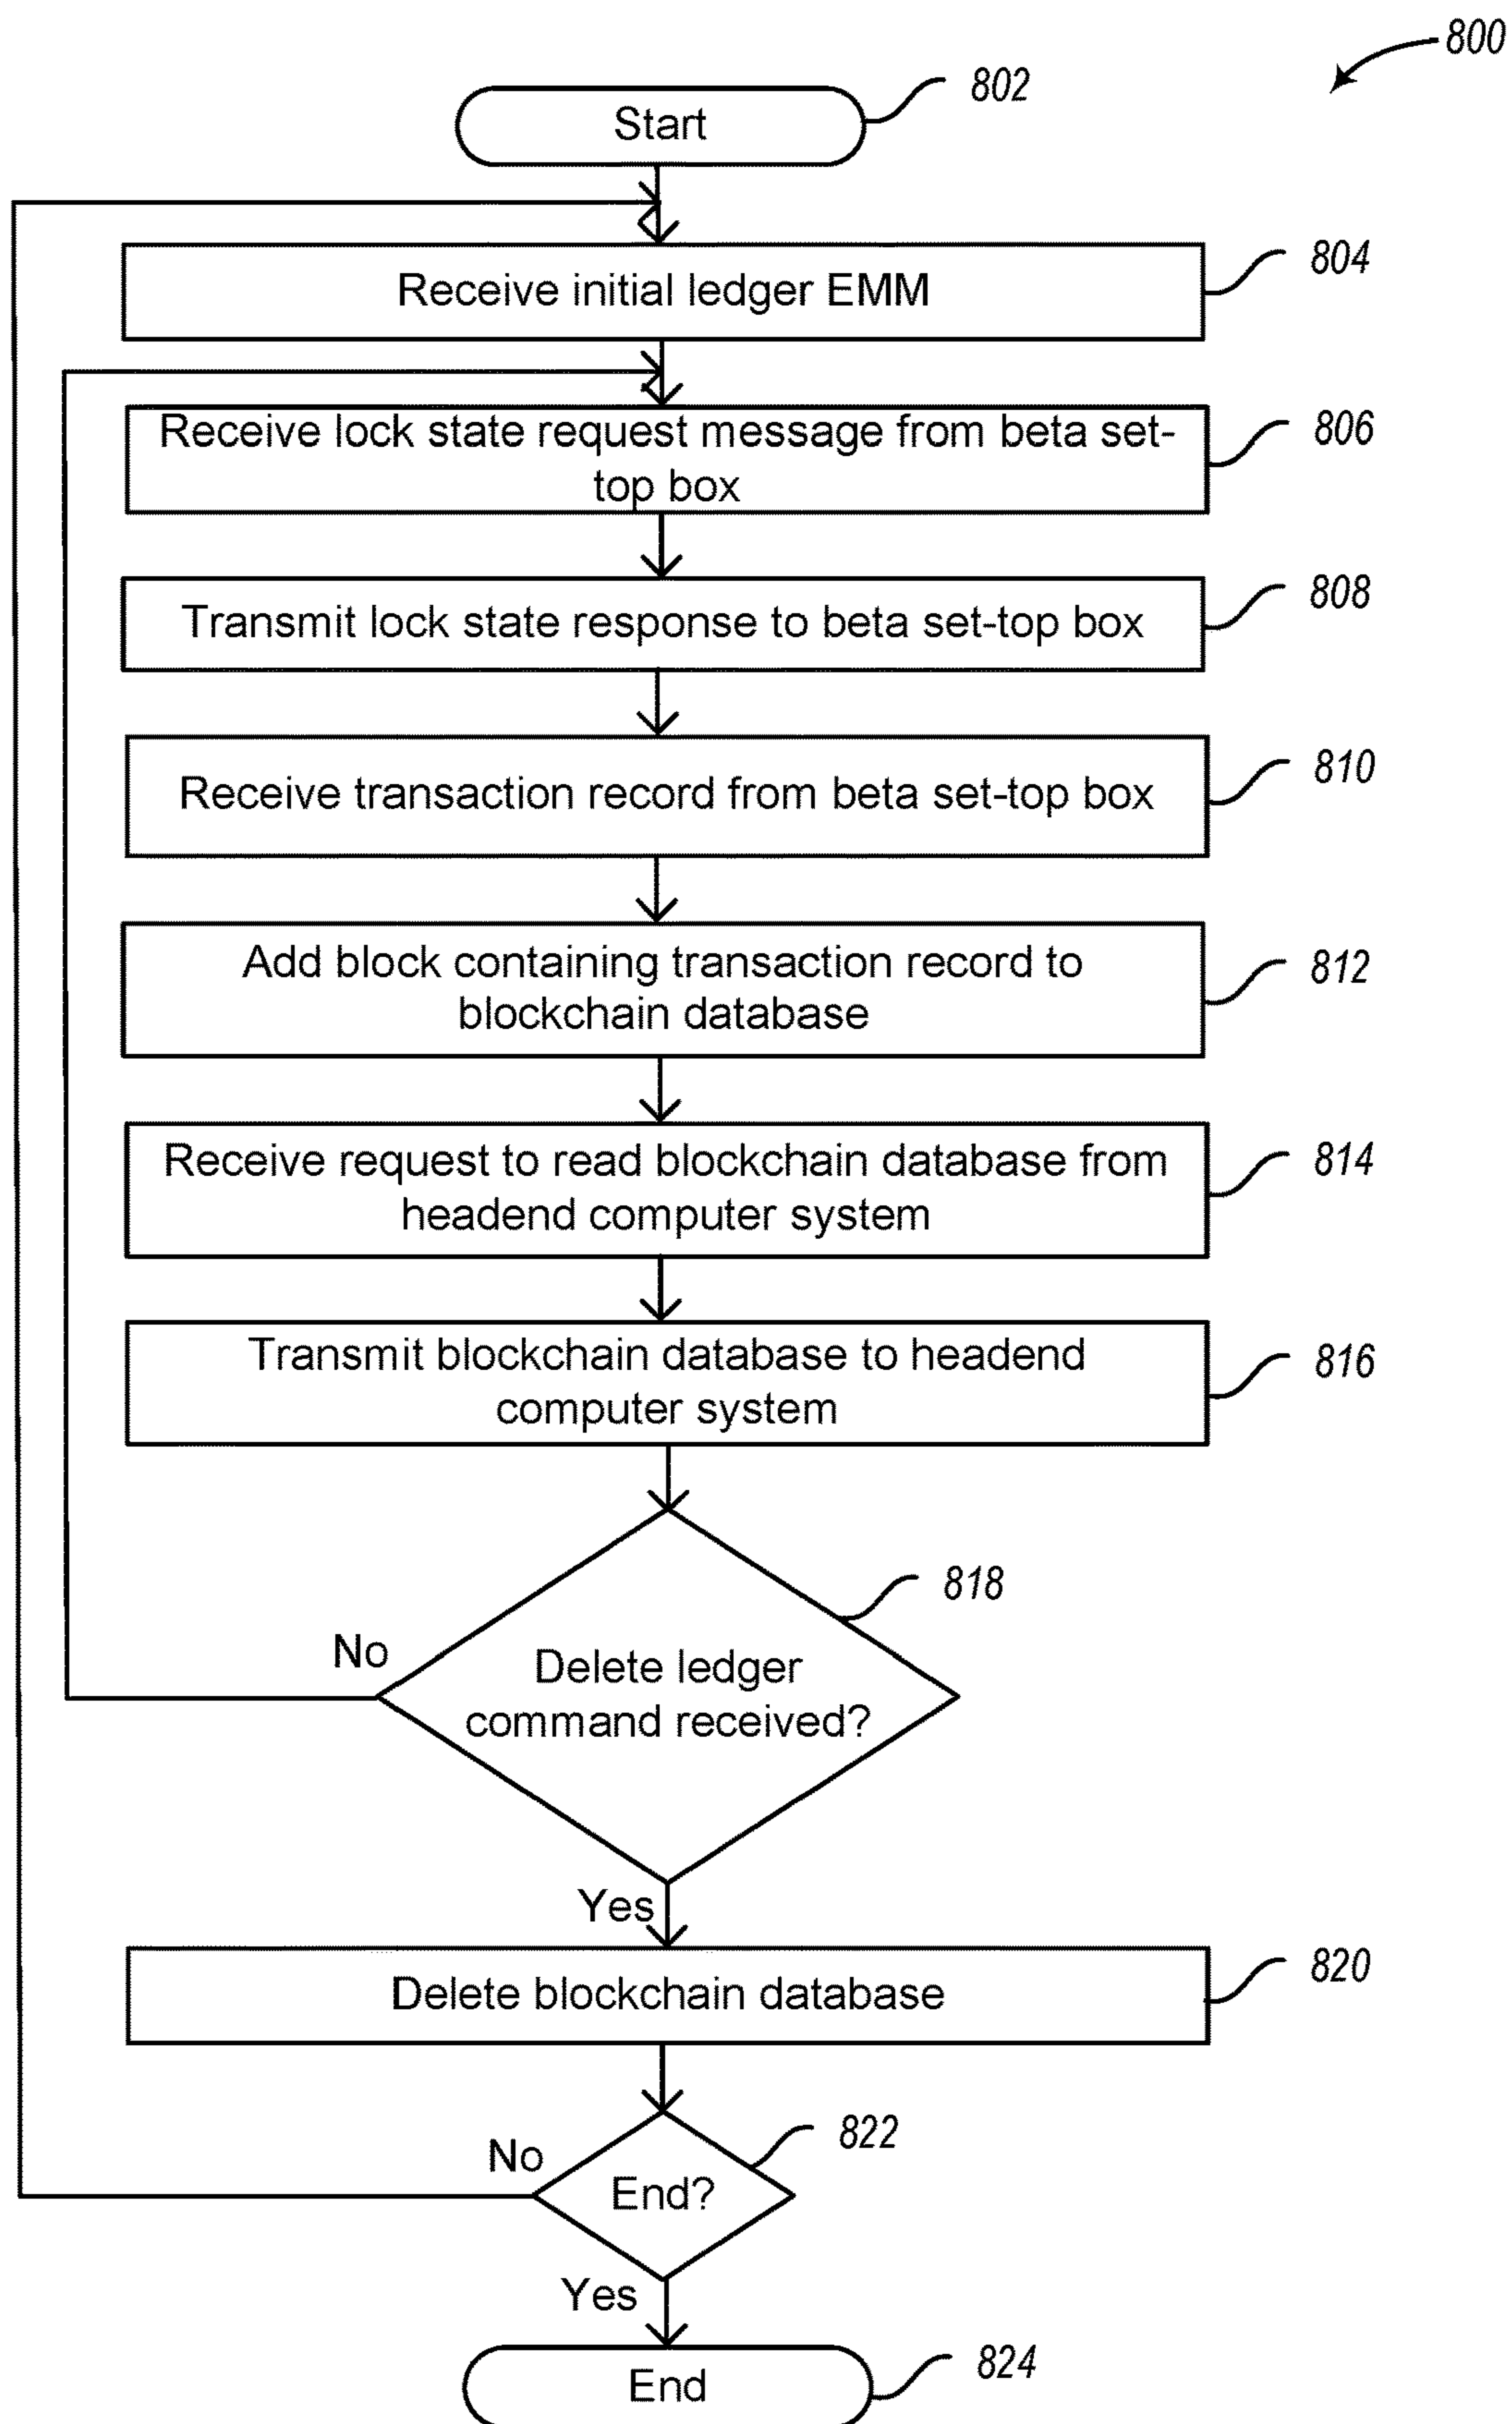 800
802
Start
804
Receive initial ledger EMM
806
Receive lock state request message from beta set-
top box
808
Transmit lock state response to beta set-top box
810
Receive transaction record from beta set-top box
812
Add block containing transaction record to
blockchain database
814
Receive request to read blockchain database from
headend computer system
816
Transmit blockchain database to headend
computer system
818
No
Delete ledger
command received?
Yes
820
Delete blockchain database
822
No
End?
Yes
824
End